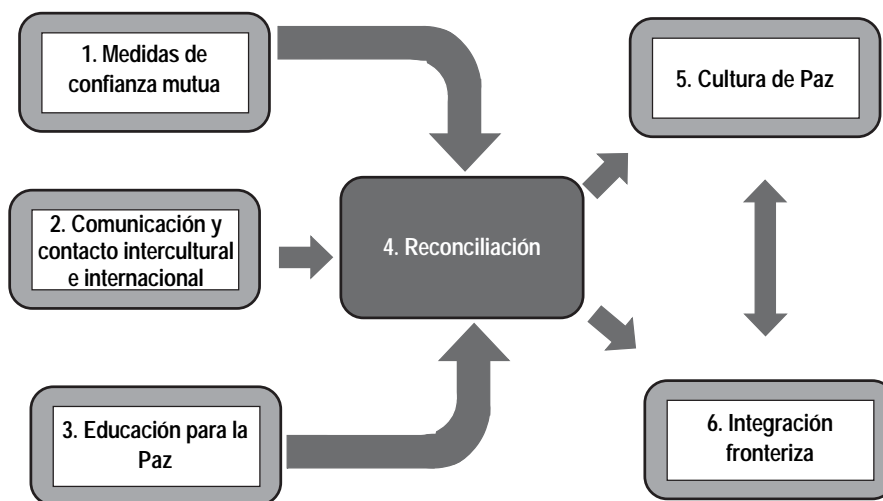 1. Medidas de
confianza mutua
2. Comunicación y
contacto intercultural
e internacional
3. Educación para la
Paz
4. Reconciliación
5. Cultura de Paz
6. Integración
fronteriza